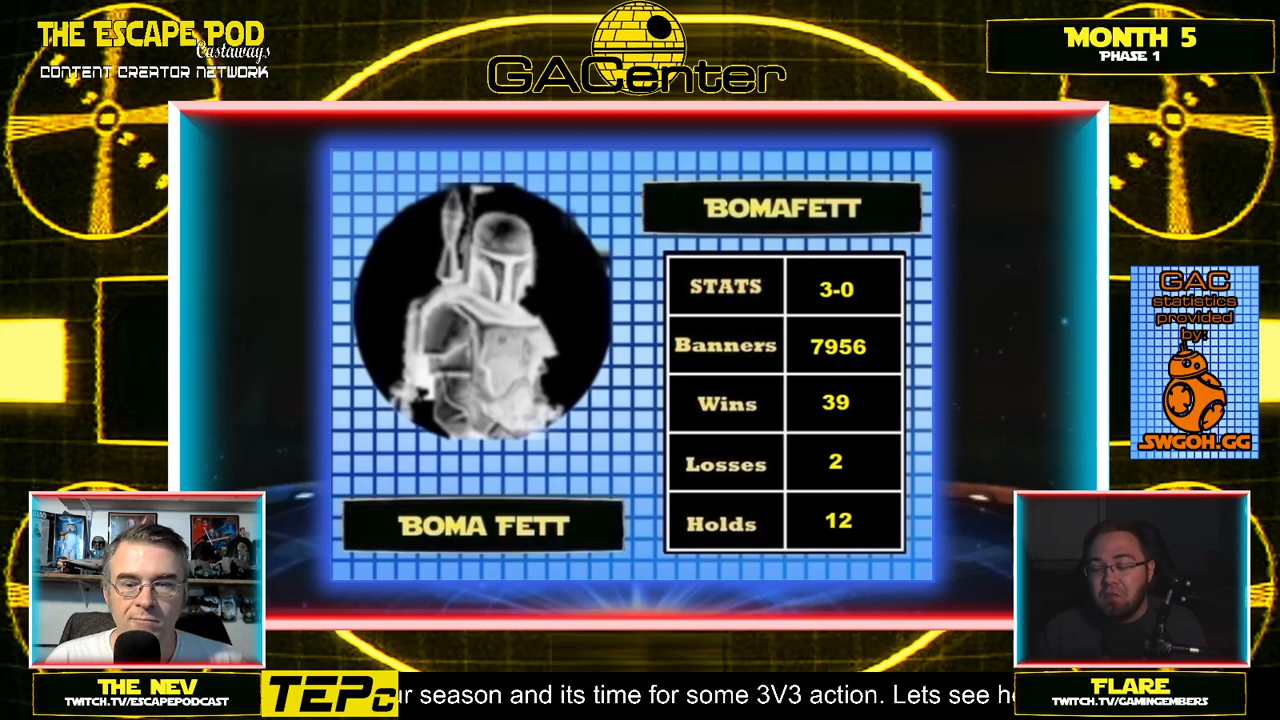 THE ESCAPE POD
Castaways
CONTENT CREATOR NETWORK
GACenter
MONTH 5
PHASE 1
BOMAFETT
STATS 3-0
Banners 7956
Wins 39
Losses 2
Holds 12
BOMA FETT
GAC
statistics
provided
by:
SWGOH.GG
THE NEV
TWITCH.TV/ESCAPEPODCAST
TEPC
ur season and its time for some 3V3 action. Lets see h
FLARE
TWITCH.TV/GAMINGEMBERS